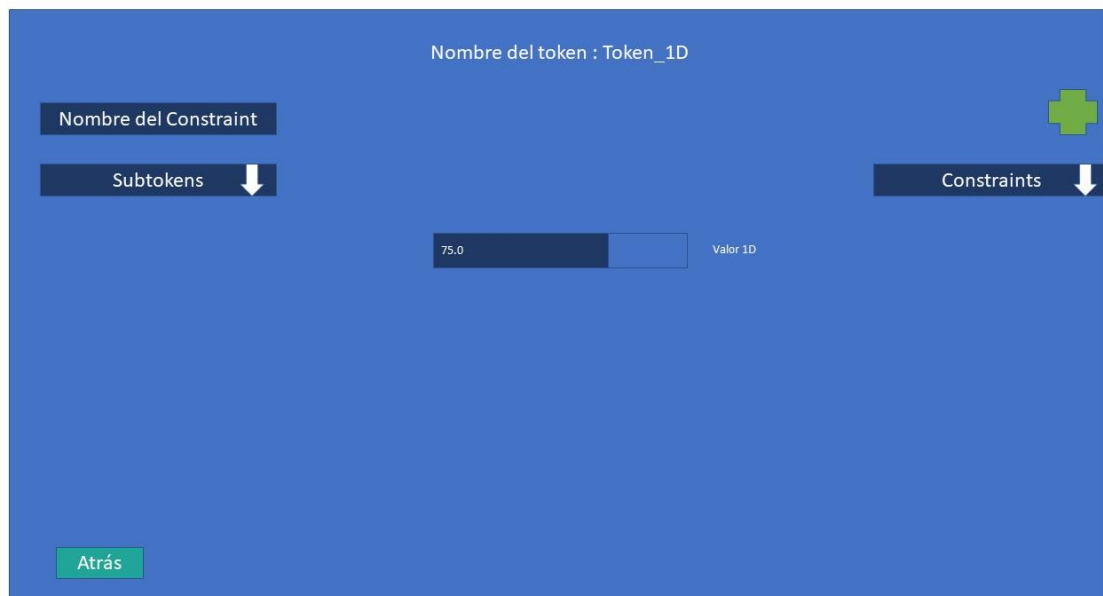 Nombre del token : Token_1D
Nombre del Constraint
Subtokens
Constraints
75.0
Valor 1D
Atrás